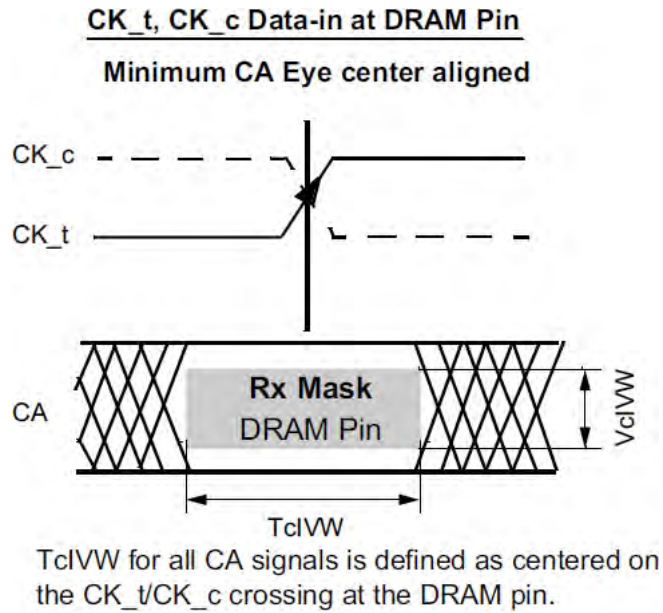 CK_t, CK_c Data-in at DRAM Pin
Minimum CA Eye center aligned
CK_c
CK_t
CA
Rx Mask
DRAM Pin
VcIVW
TcIVW
TcIVW for all CA signals is defined as centered on
the CK_t/CK_c crossing at the DRAM pin.